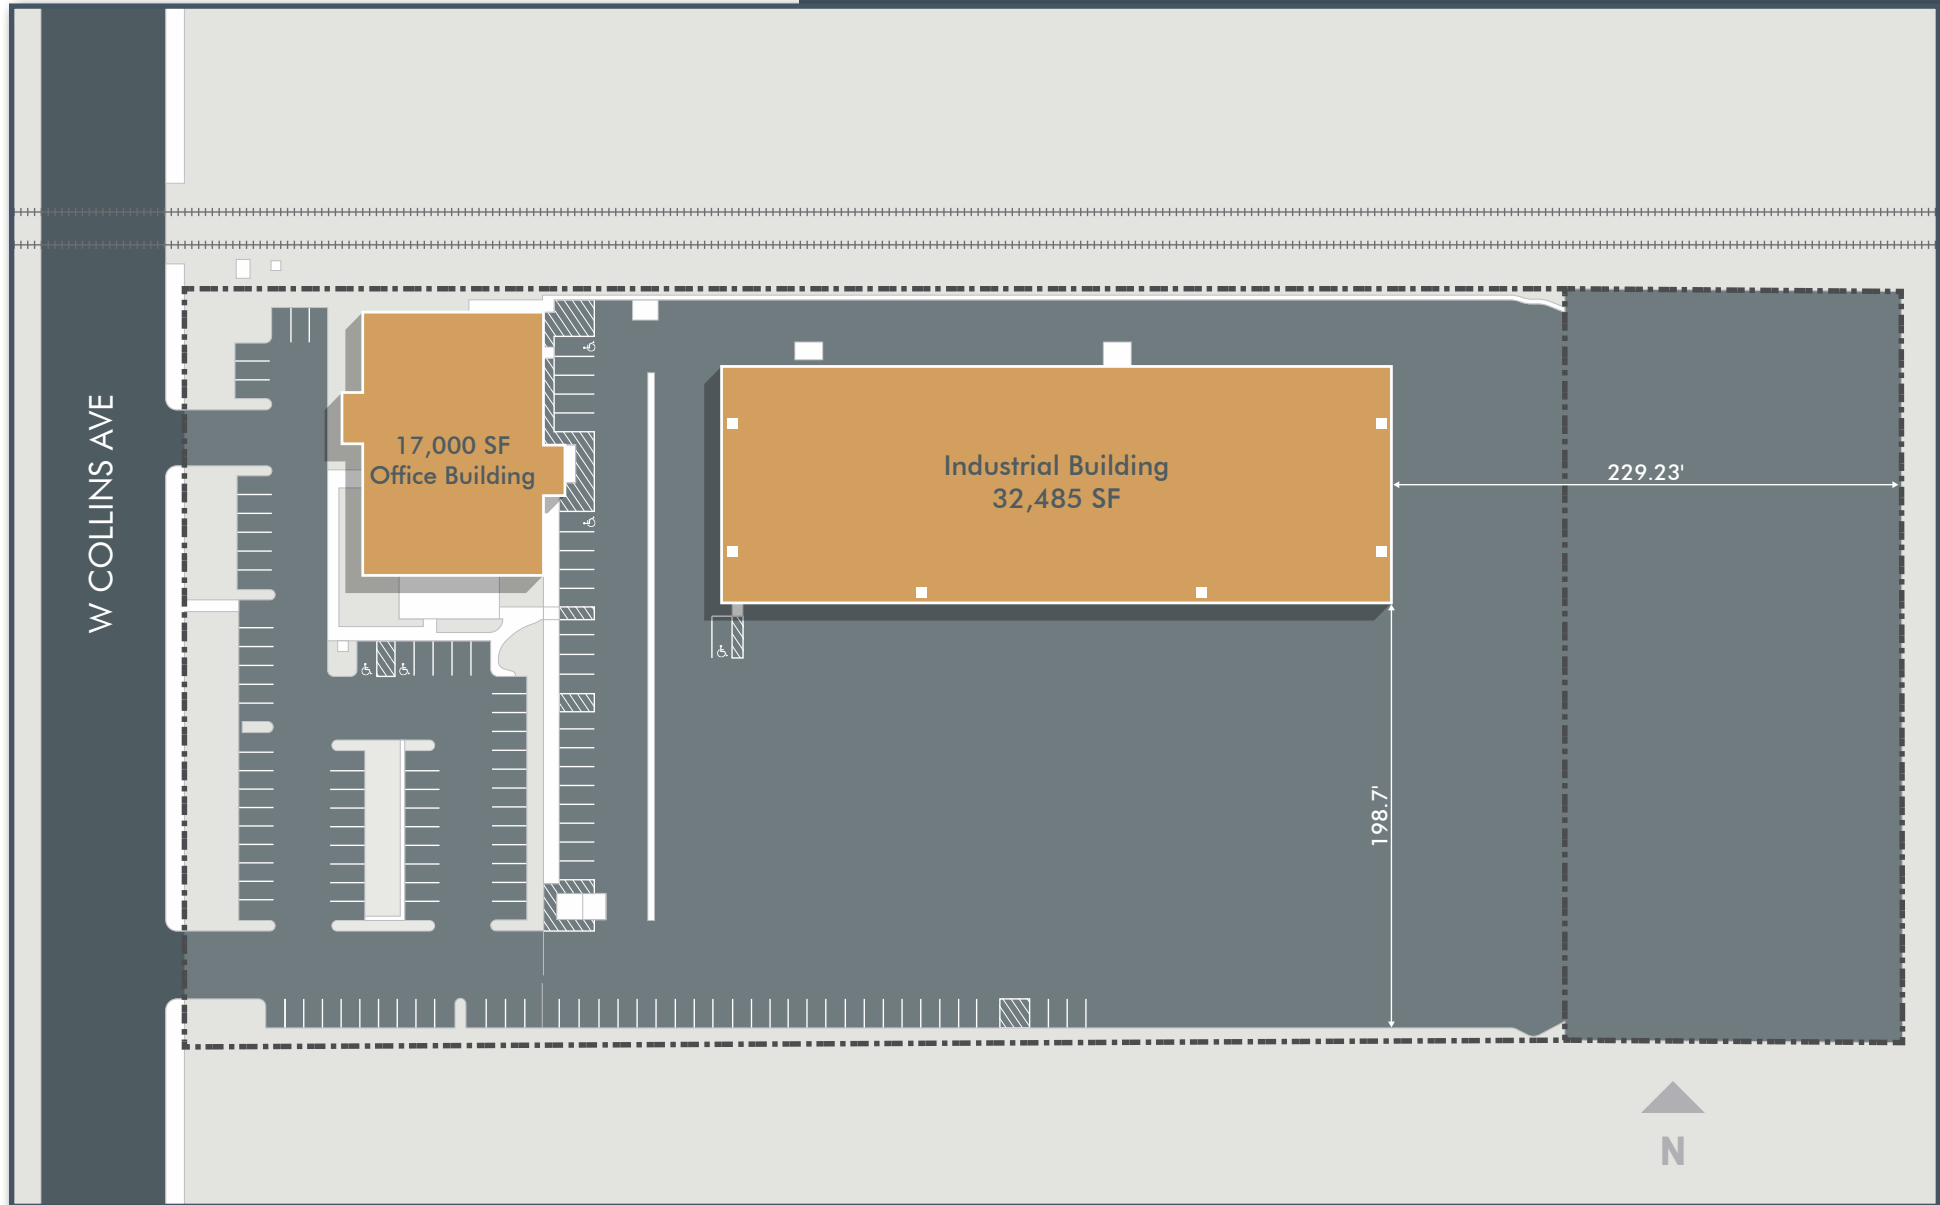 W COLLINS AVE
17,000 SF
Office Building
Industrial Building
32,485 SF
229.23'
198.7'
N